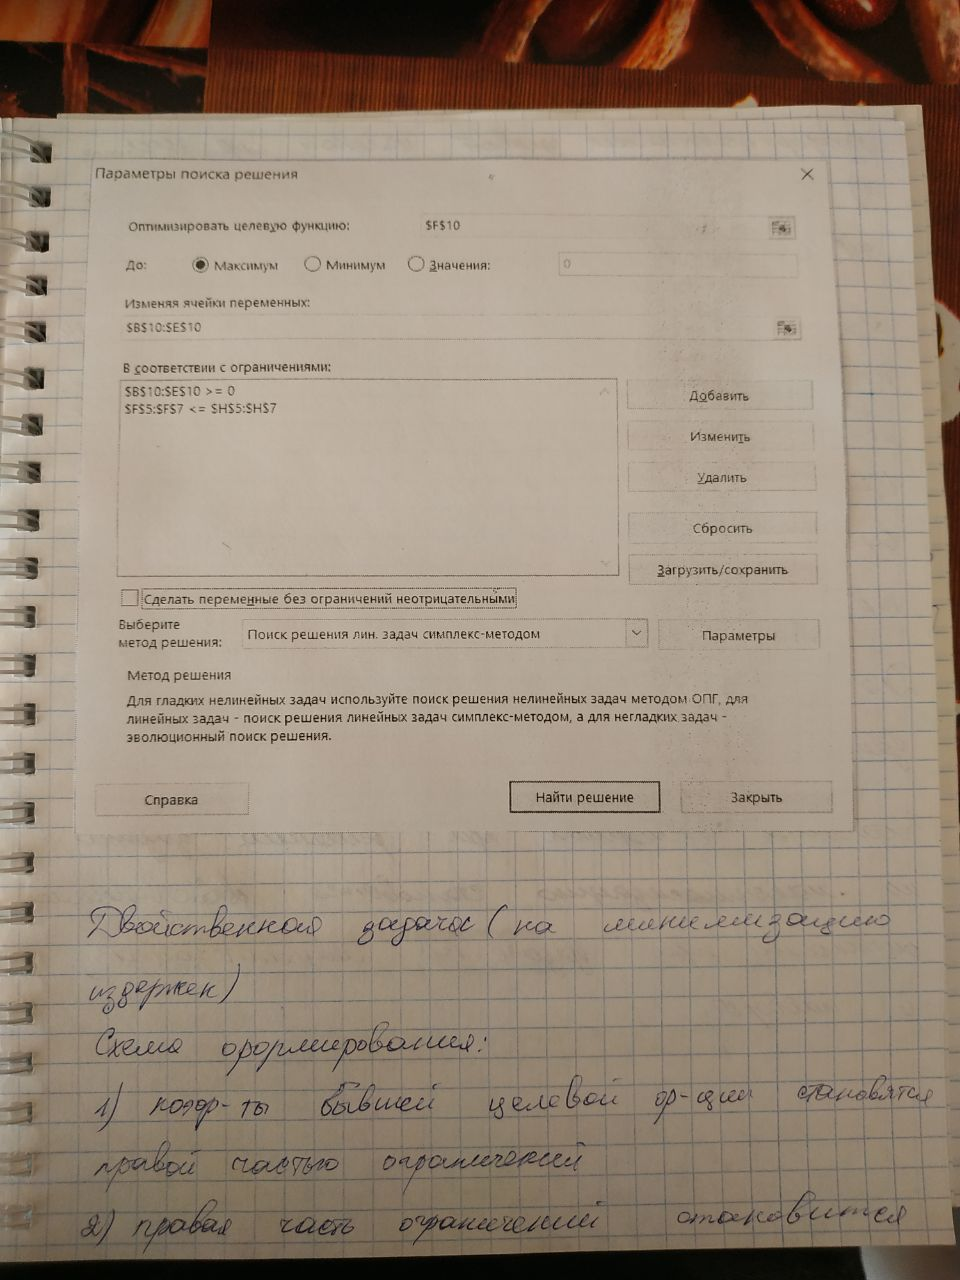 Параметры поиска решения
Оптимизировать целевую функцию: $F$10
До: Максимум Минимум Значения: 0
Изменяя ячейки переменных:
$B$10:$E$10
В соответствии с ограничениями:
$B$10:$E$10 >= 0
$F$5:$F$7 <= $H$5:$H$7
Добавить
Изменить
Удалить
Сбросить
Загрузить/сохранить
Сделать переменные без ограничений неотрицательными
Выберите
метод решения: Поиск решения лин. задач симплекс-методом Параметры
Метод решения
Для гладких нелинейных задач используйте поиск решения нелинейных задач методом ОПГ, для
линейных задач - поиск решения линейных задач симплекс-методом, а для негладких задач -
эволюционный поиск решения.
Справка Найти решение Закрыть
Двойственная задача (на минимизацию
издержек)
Схема формирования:
1) коэф-ты бывшей целевой ф-ции становятся
правой частью ограничений
2) правая часть ограничений становится